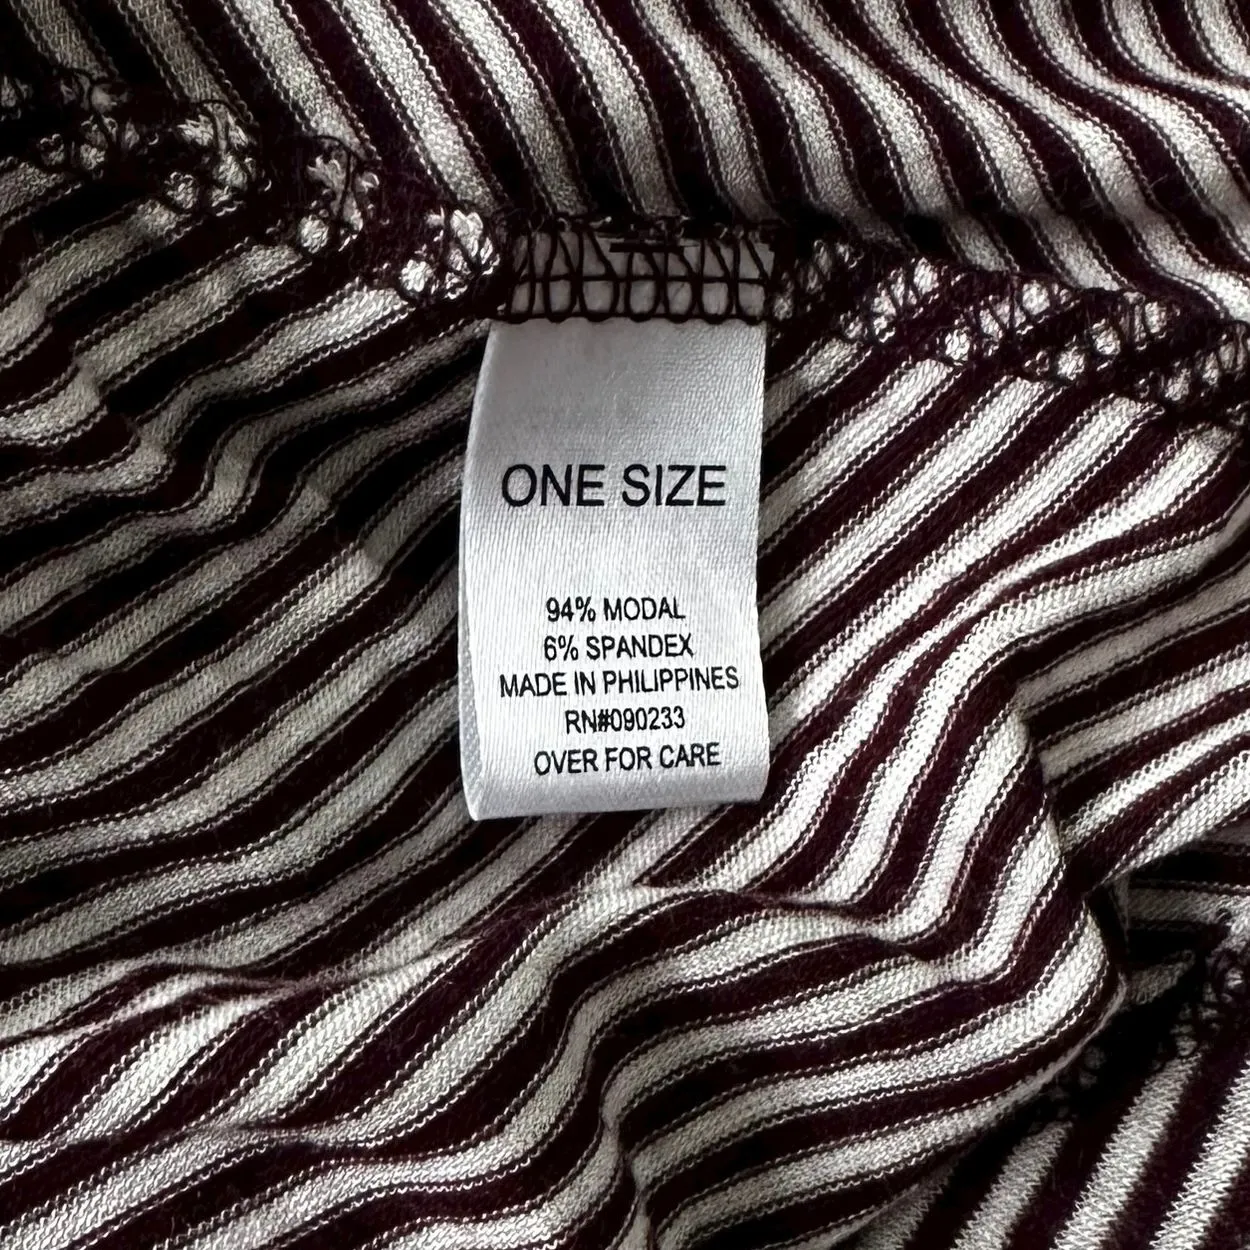 ONE SIZE
94% MODAL
6% SPANDEX
MADE IN PHILIPPINES
RN#090233
OVER FOR CARE